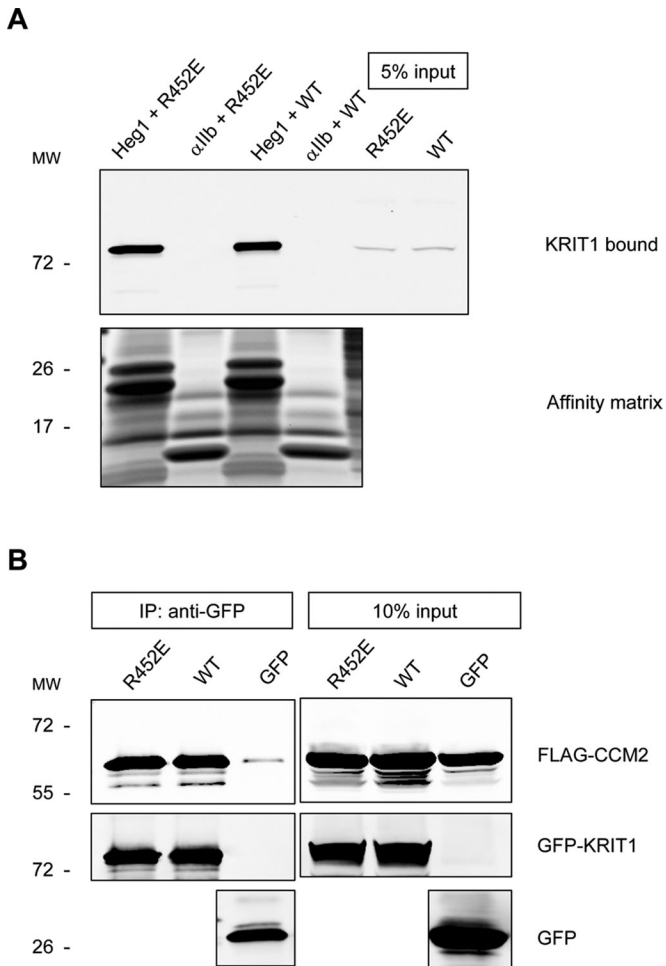 A
5% input
Heg1 + R452E
αIIb + R452E
Heg1 + WT
αIIb + WT
R452E
WT
MW
72 -
KRIT1 bound
26 -
17 -
Affinity matrix
B
IP: anti-GFP
10% input
R452E
WT
GFP
R452E
WT
GFP
MW
72 -
55 -
FLAG-CCM2
72 -
GFP-KRIT1
26 -
GFP